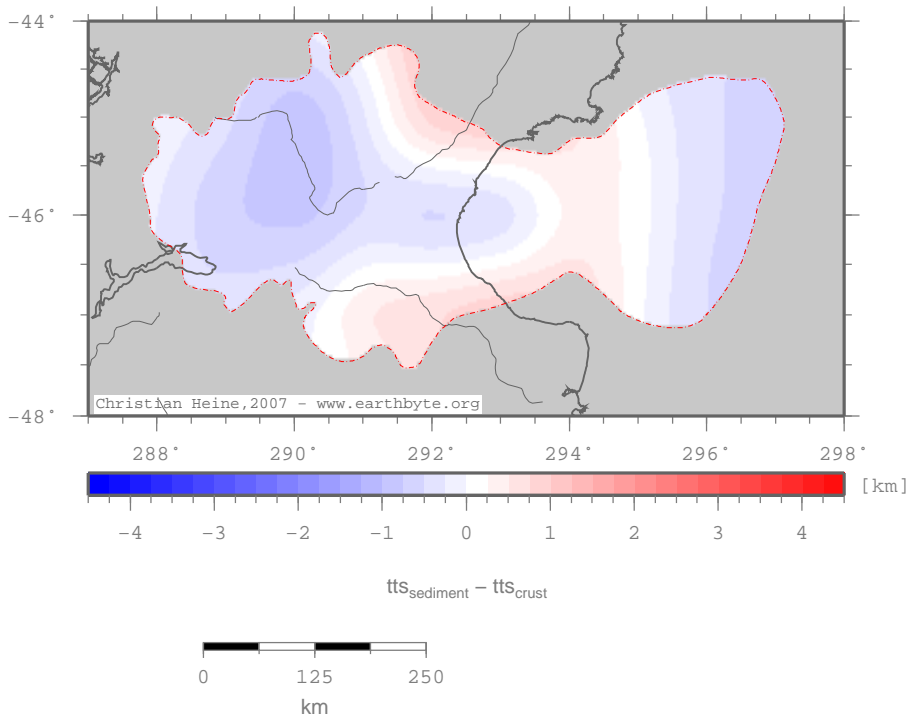 −44°
−46°
−48°
Christian Heine,2007 − www.earthbyte.org
288° 290° 292° 294° 296° 298°
[km]
−4 −3 −2 −1 0 1 2 3 4
tts_sediment − tts_crust
0 125 250
km